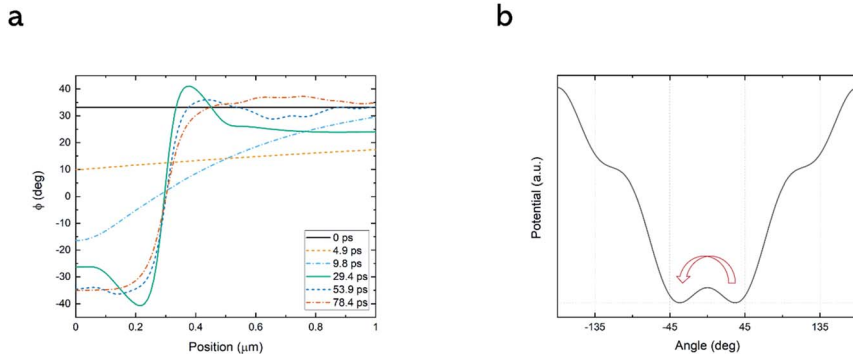 a
b
40
30
20
10
0
-10
-20
-30
-40
ϕ (deg)
0 ps
4.9 ps
9.8 ps
29.4 ps
53.9 ps
78.4 ps
0 0.2 0.4 0.6 0.8 1
Position (μm)
Potential (a.u.)
-135 -45 45 135
Angle (deg)